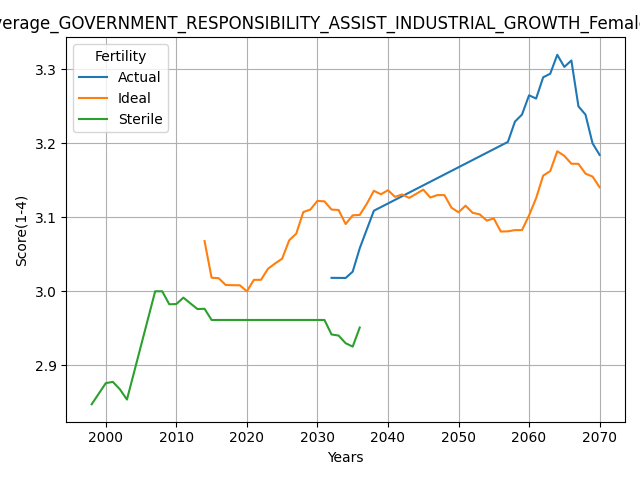 verage_GOVERNMENT_RESPONSIBILITY_ASSIST_INDUSTRIAL_GROWTH_Femal
Fertility
Actual
Ideal
Sterile
Score(1-4)
3.3
3.2
3.1
3.0
2.9
2000 2010 2020 2030 2040 2050 2060 2070
Years